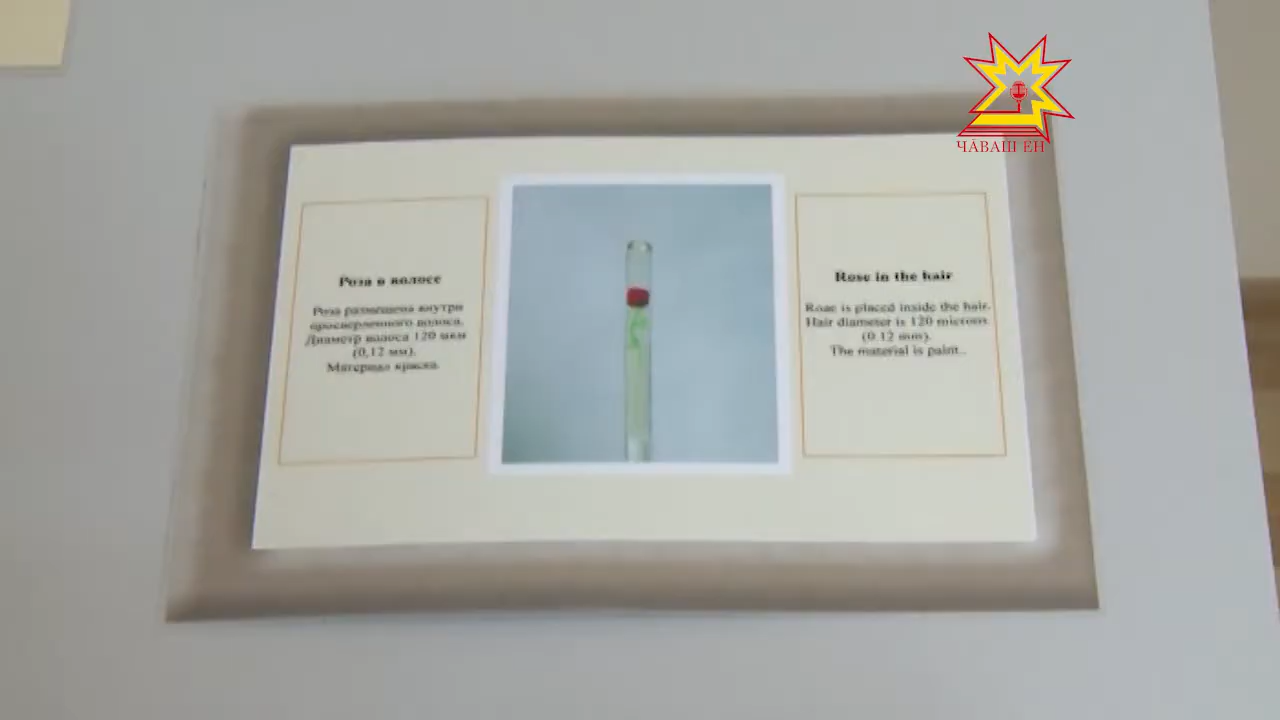 ЧӐВАШ ЕН
Роза в волосе
Роза размещена внутри
просверленного волоса.
Диаметр волоса 120 мкм
(0,12 мм).
Материал краска.
Rose in the hair
Rose is placed inside the hair.
Hair diameter is 120 microns
(0.12 mm).
The material is paint..